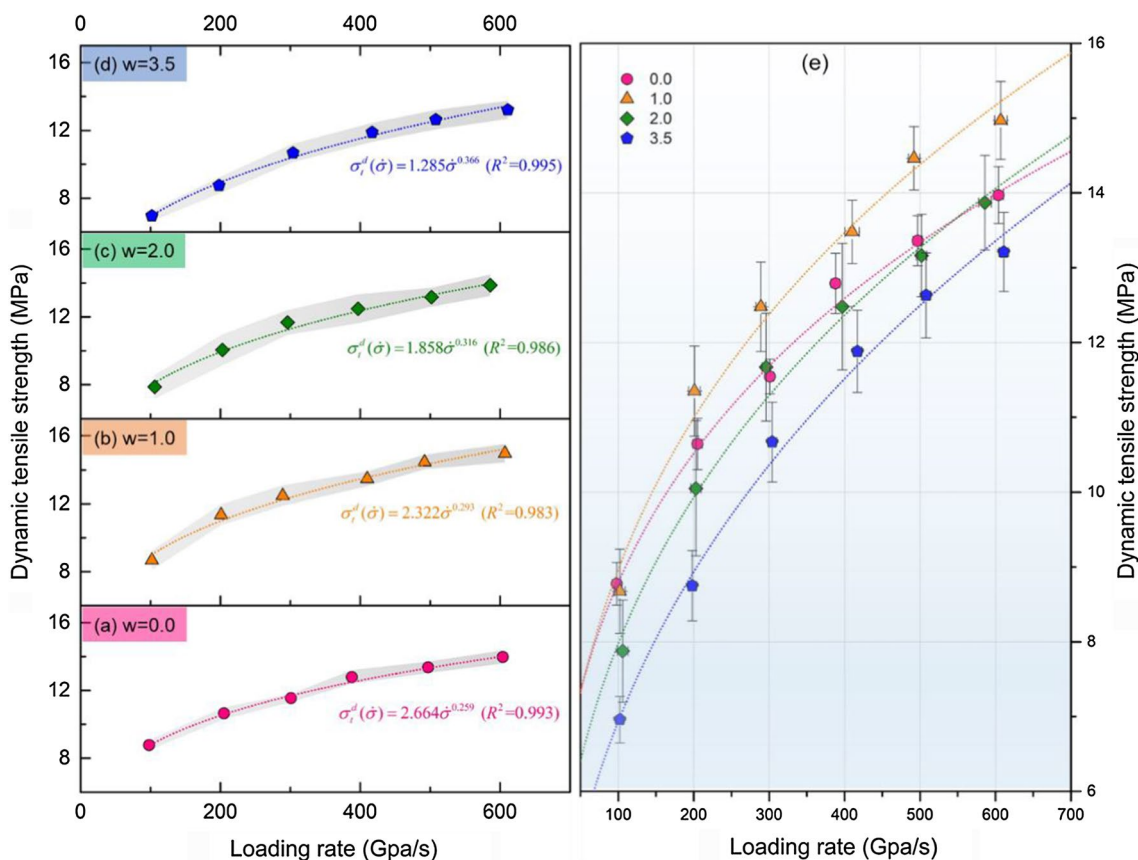 0 200 400 600
16
(d) w=3.5
12
σₜᵈ(σ̇)=1.285σ̇^0.366 (R²=0.995)
8
16
(c) w=2.0
12
σₜᵈ(σ̇)=1.858σ̇^0.316 (R²=0.986)
8
16
(b) w=1.0
12
σₜᵈ(σ̇)=2.322σ̇^0.293 (R²=0.983)
8
16
(a) w=0.0
12
σₜᵈ(σ̇)=2.664σ̇^0.259 (R²=0.993)
8
0 200 400 600
Loading rate (Gpa/s)
Dynamic tensile strength (MPa)
(e)
0.0
1.0
2.0
3.5
16
14
12
10
8
6
100 200 300 400 500 600 700
Loading rate (Gpa/s)
Dynamic tensile strength (MPa)